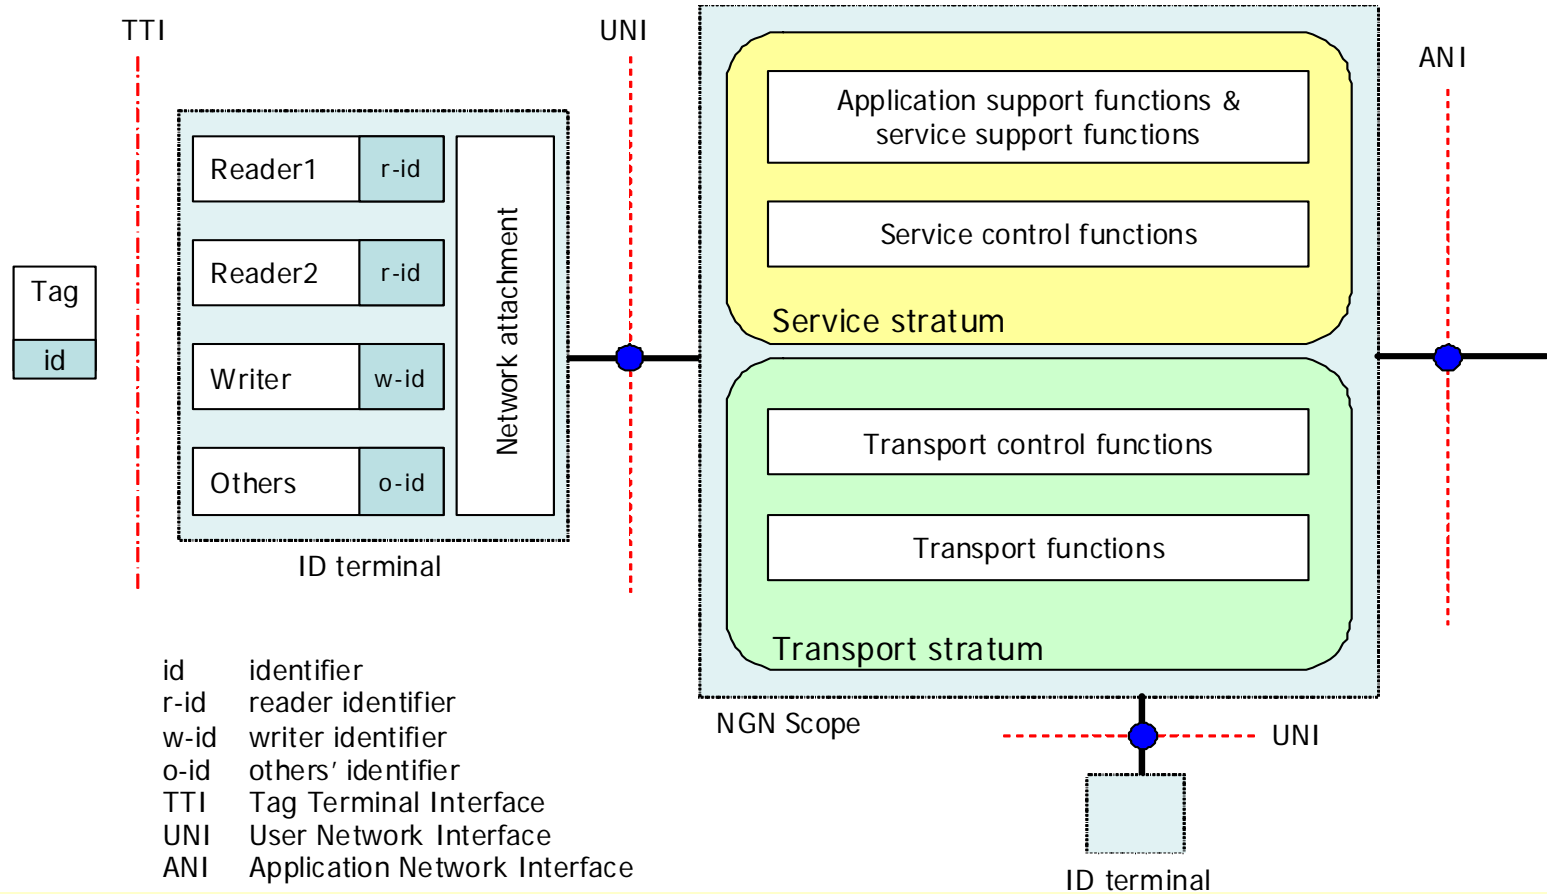 TTI
UNI
ANI
Application support functions &
service support functions
Reader1
r-id
Service control functions
Reader2
r-id
Network attachment
Tag
id
Service stratum
Writer
w-id
Transport control functions
Others
o-id
Transport functions
ID terminal
Transport stratum
NGN Scope
UNI
id identifier
r-id reader identifier
w-id writer identifier
o-id others' identifier
TTI Tag Terminal Interface
UNI User Network Interface
ANI Application Network Interface
ID terminal